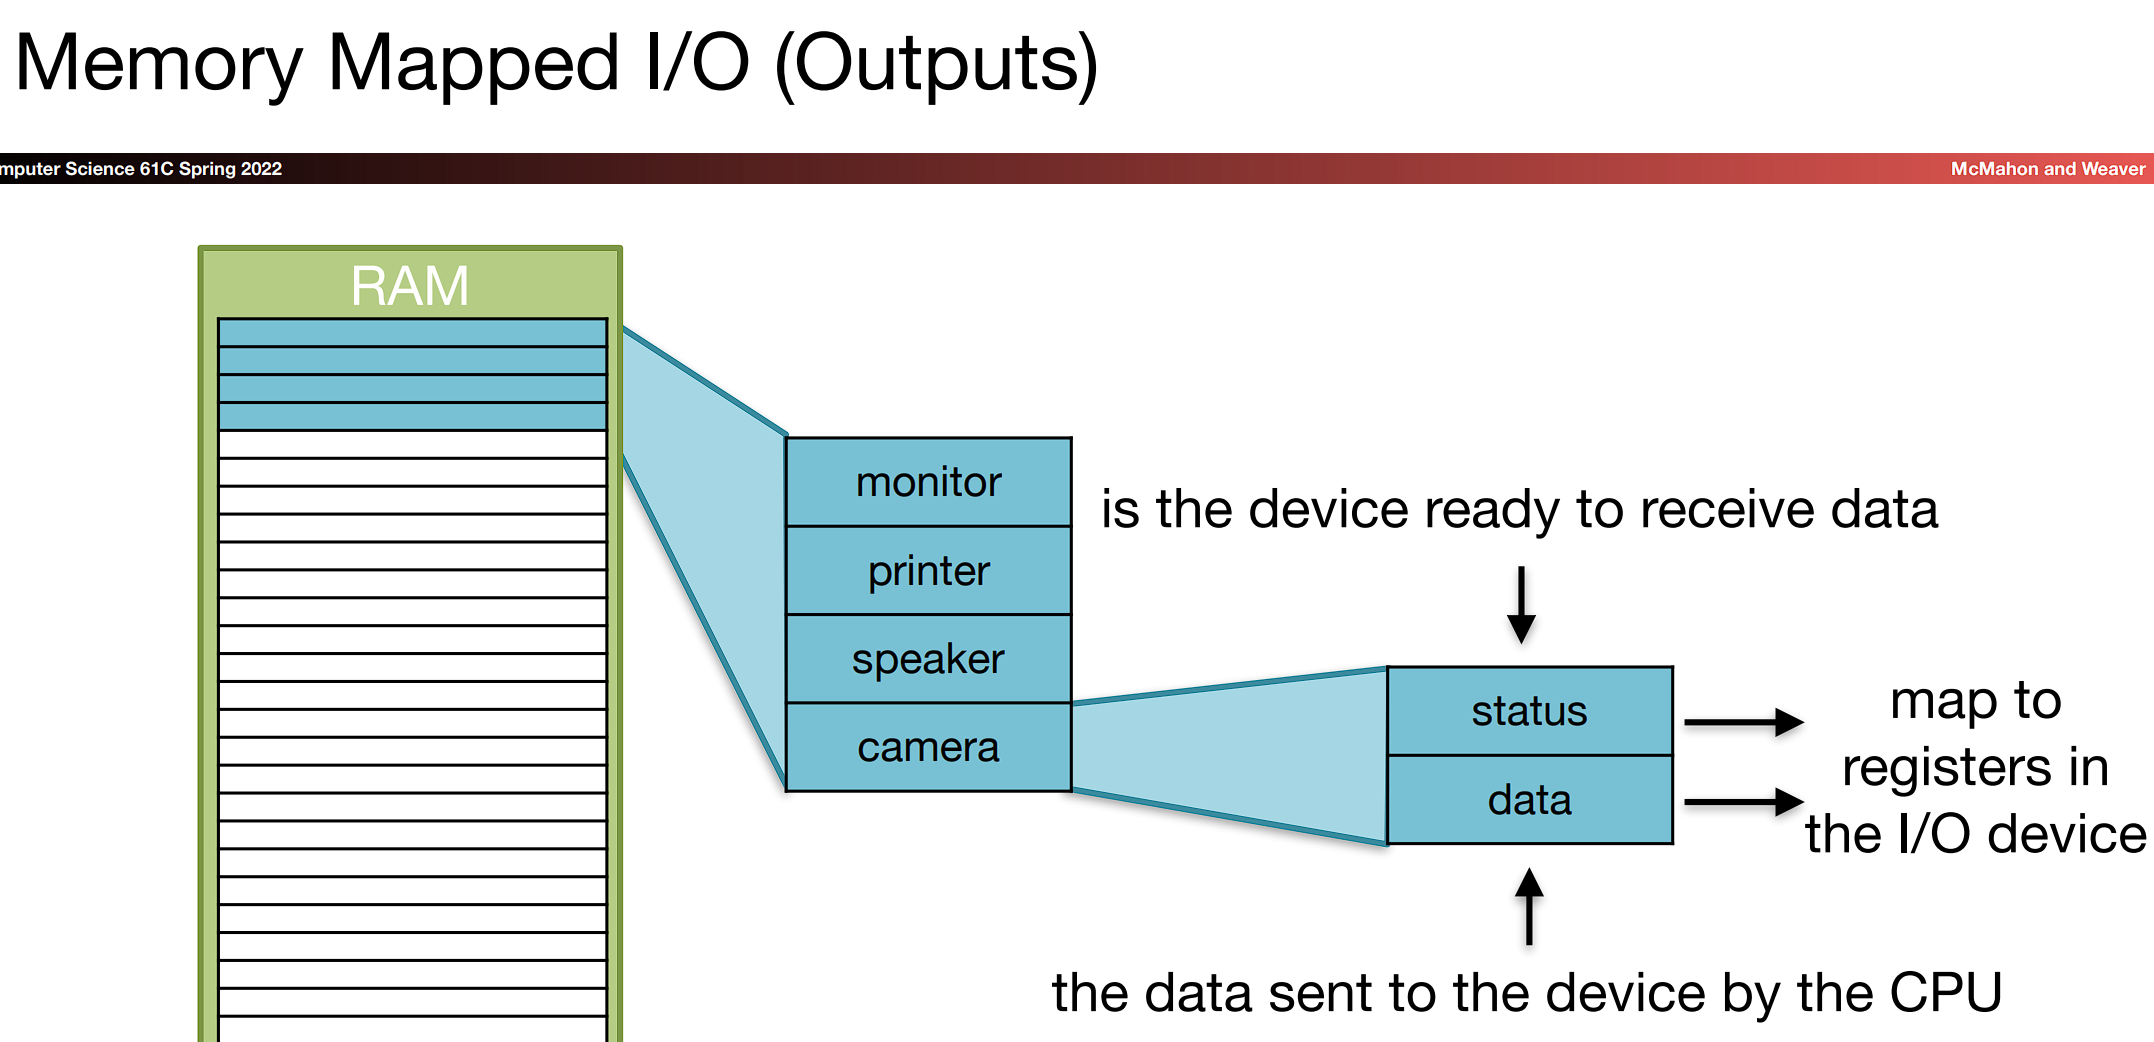 Memory Mapped I/O (Outputs)
mputer Science 61C Spring 2022
McMahon and Weaver
RAM
monitor
printer
speaker
camera
is the device ready to receive data
status
data
map to
registers in
the I/O device
the data sent to the device by the CPU